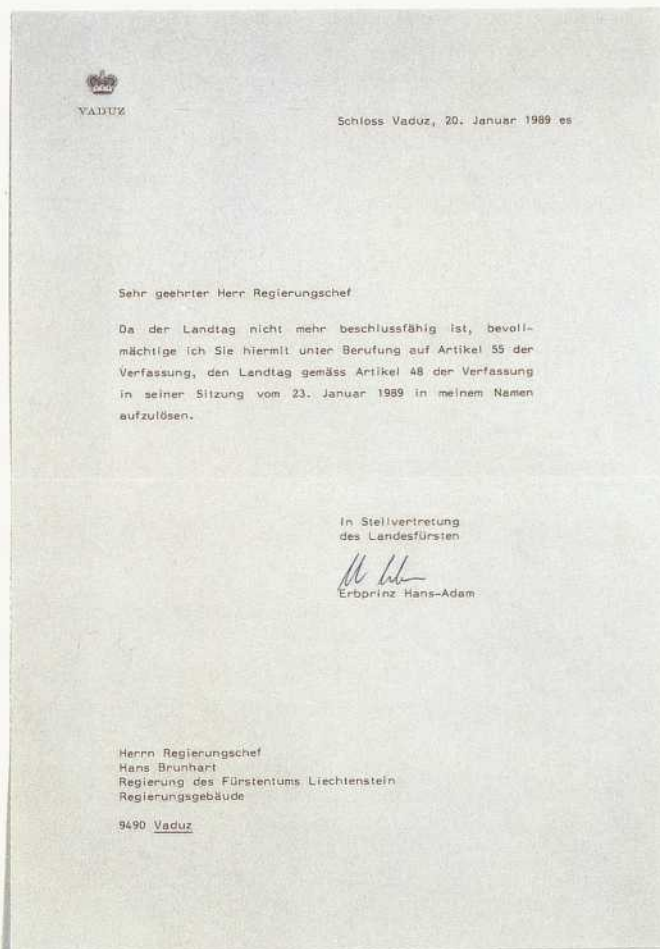 VADUZ
Schloss Vaduz, 20. Januar 1989 es
Sehr geehrter Herr Regierungschef
Da der Landtag nicht mehr beschlussfähig ist, bevoll-
mächtige ich Sie hiermit unter Berufung auf Artikel 55 der
Verfassung, den Landtag gemäss Artikel 48 der Verfassung
in seiner Sitzung vom 23. Januar 1989 in meinem Namen
aufzulösen.
In Stellvertretung
des Landesfürsten
Erbprinz Hans-Adam
Herrn Regierungschef
Hans Brunhart
Regierung des Fürstentums Liechtenstein
Regierungsgebäude
9490 Vaduz